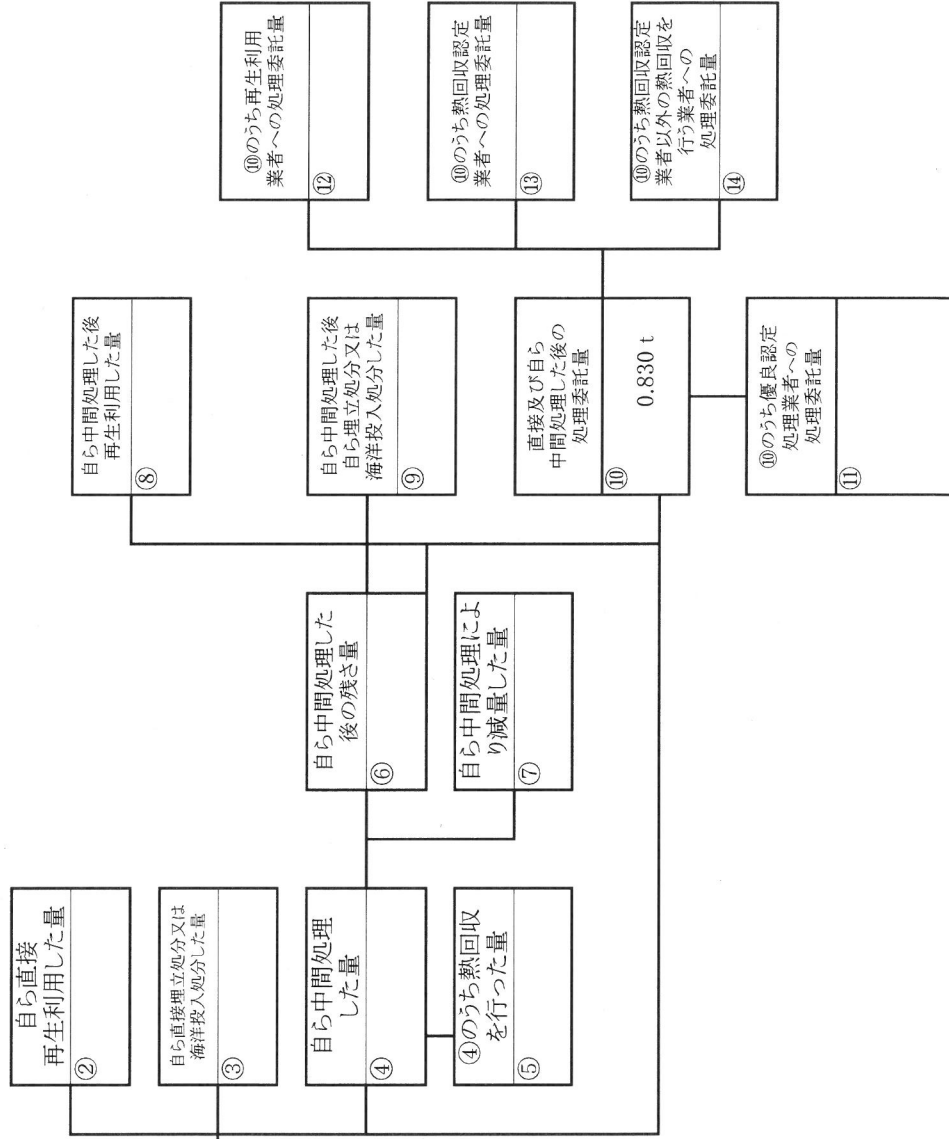 自ら直接
再生利用した量
②
自ら直接埋立処分又は
海洋投入処分した量
③
自ら中間処理
した量
④
④のうち熱回収
を行った量
⑤
自ら中間処理した
後の残さ量
⑥
自ら中間処理によ
り減量した量
⑦
自ら中間処理した後
再生利用した量
⑧
自ら中間処理した後
自ら埋立処分又は
海洋投入処分した量
⑨
直接及び自ら
中間処理した後の
処理委託量
⑩
0.830 t
⑩のうち優良認定
処理業者への
処理委託量
⑪
⑩のうち再生利用
業者への処理委託量
⑫
⑩のうち熱回収認定
業者への処理委託量
⑬
⑩のうち熱回収認定
業者以外の熱回収を
行う業者への
処理委託量
⑭